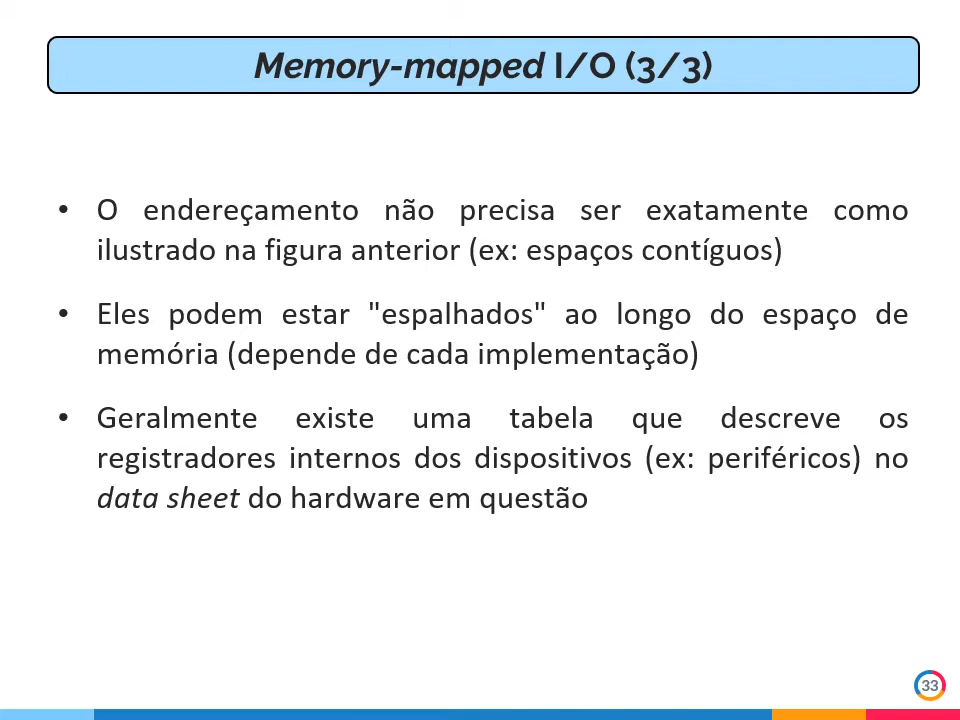 Memory-mapped I/O (3/3)
• O endereçamento não precisa ser exatamente como
ilustrado na figura anterior (ex: espaços contíguos)
• Eles podem estar "espalhados" ao longo do espaço de
memória (depende de cada implementação)
• Geralmente existe uma tabela que descreve os
registradores internos dos dispositivos (ex: periféricos) no
data sheet do hardware em questão
33